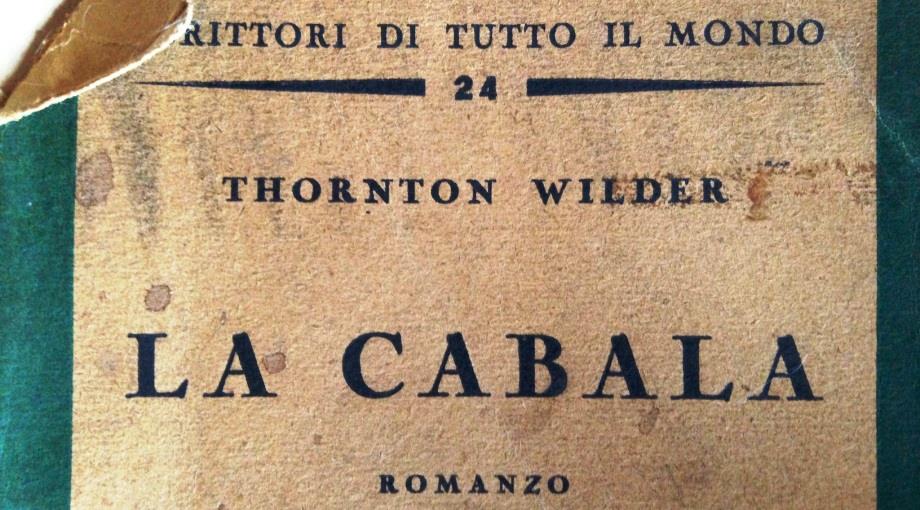 RITTORI DI TUTTO IL MONDO
24
THORNTON WILDER
LA CABALA
ROMANZO